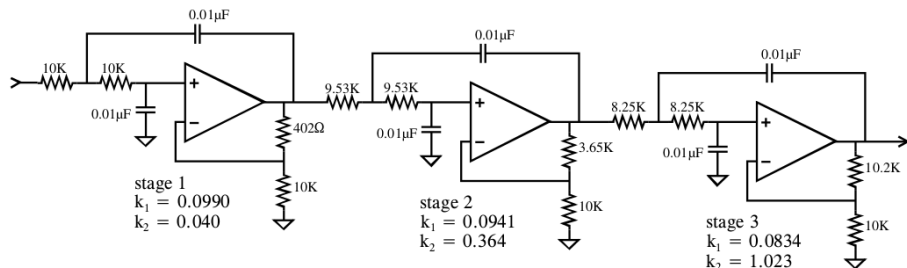 0.01µF
10K
10K
0.01µF
402Ω
10K
stage 1
k1 = 0.0990
k2 = 0.040
0.01µF
9.53K
9.53K
0.01µF
3.65K
10K
stage 2
k1 = 0.0941
k2 = 0.364
0.01µF
8.25K
8.25K
0.01µF
10.2K
10K
stage 3
k1 = 0.0834
k2 = 1.023